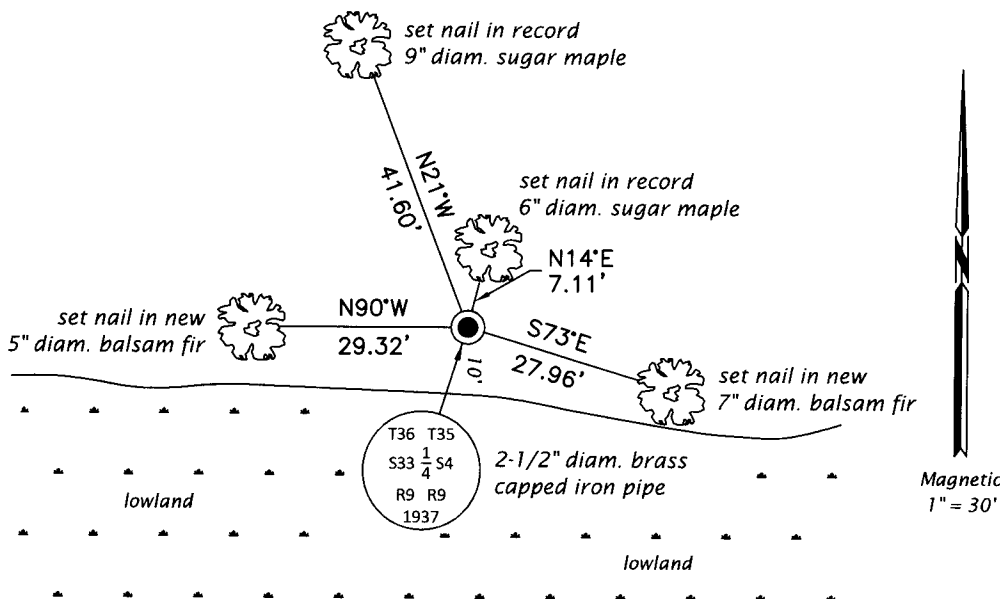 set nail in record
9" diam. sugar maple
N21°W
41.60'
set nail in record
6" diam. sugar maple
N14°E
7.11'
set nail in new
5" diam. balsam fir
N90°W
29.32'
S73°E
27.96'
set nail in new
7" diam. balsam fir
10'
T36 T35
S33 1/4 S4
R9 R9
1937
2-1/2" diam. brass
capped iron pipe
lowland
lowland
N
Magnetic
1" = 30'